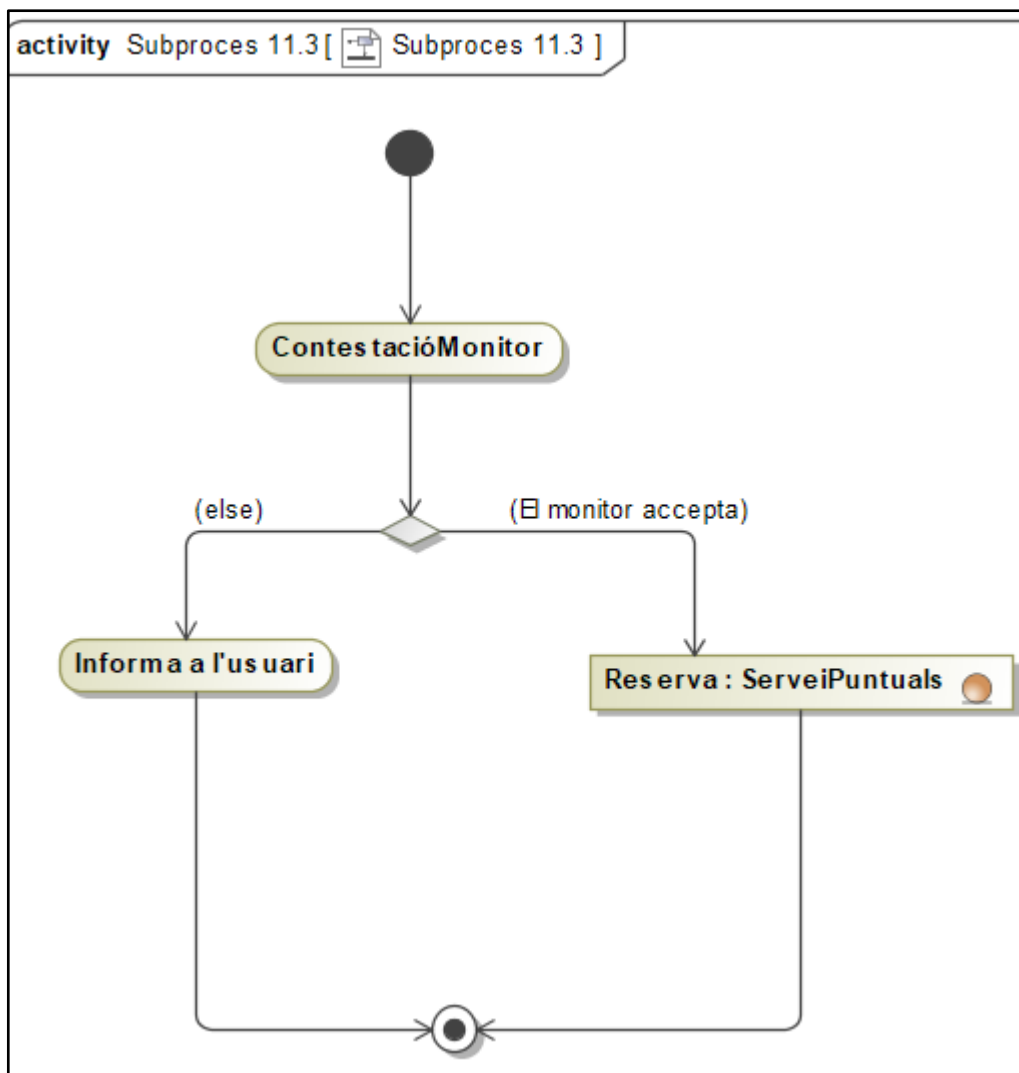 activity Subproces 11.3 [ Subproces 11.3 ]
ContestacióMonitor
(else)
(El monitor accepta)
Informa a l'usuari
Reserva : ServeiPuntuals